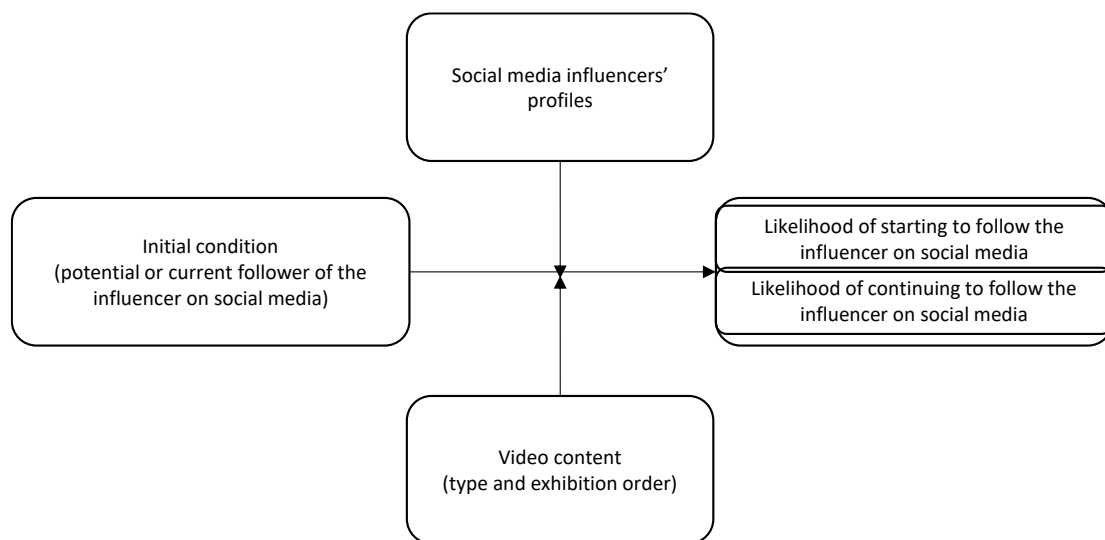 Social media influencers’
profiles
Initial condition
(potential or current follower of the
influencer on social media)
Likelihood of starting to follow the
influencer on social media
Likelihood of continuing to follow the
influencer on social media
Video content
(type and exhibition order)